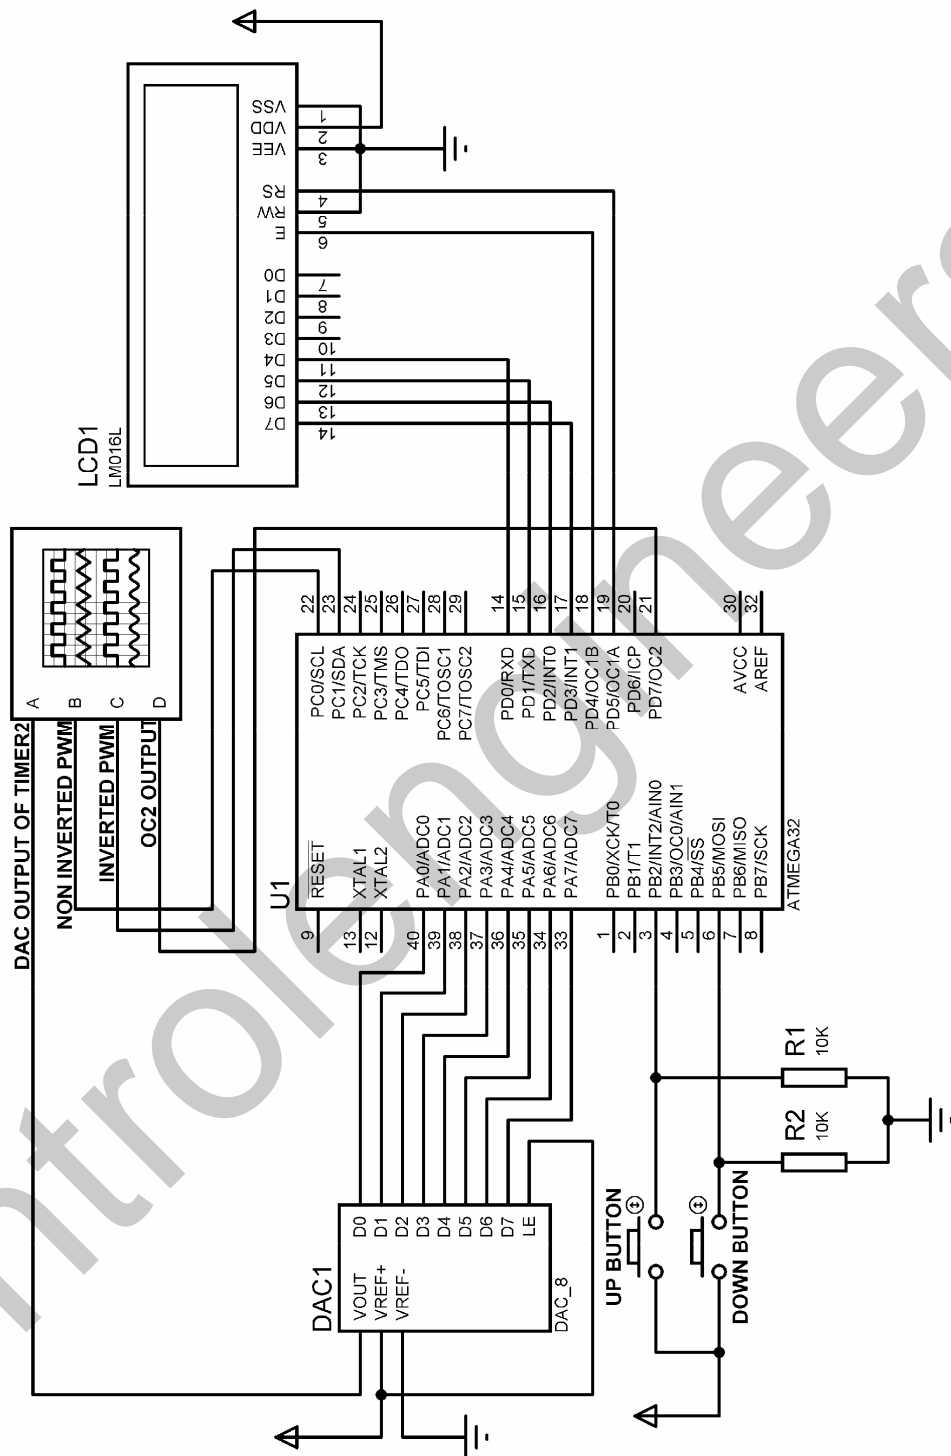 LCD1
LM016L
VSS
VDD
VEE
RS
RW
E
D0
D1
D2
D3
D4
D5
D6
D7
1
2
3
4
5
6
7
8
9
10
11
12
13
14
A
B
C
D
DAC OUTPUT OF TIMER2
NON INVERTED PWM
INVERTED PWM
OC2 OUTPUT
U1
9
RESET
13
XTAL1
12
XTAL2
40
PA0/ADC0
39
PA1/ADC1
38
PA2/ADC2
37
PA3/ADC3
36
PA4/ADC4
35
PA5/ADC5
34
PA6/ADC6
33
PA7/ADC7
1
PB0/XCK/T0
2
PB1/T1
3
PB2/INT2/AIN0
4
PB3/OC0/AIN1
5
PB4/SS
6
PB5/MOSI
7
PB6/MISO
8
PB7/SCK
PC0/SCL
22
PC1/SDA
23
PC2/TCK
24
PC3/TMS
25
PC4/TDO
26
PC5/TDI
27
PC6/TOSC1
28
PC7/TOSC2
29
PD0/RXD
14
PD1/TXD
15
PD2/INT0
16
PD3/INT1
17
PD4/OC1B
18
PD5/OC1A
19
PD6/ICP
20
PD7/OC2
21
AVCC
30
AREF
32
ATMEGA32
DAC1
VOUT
VREF+
VREF-
D0
D1
D2
D3
D4
D5
D6
D7
LE
DAC_8
UP BUTTON
DOWN BUTTON
R1
10K
R2
10K
ntrolengineers